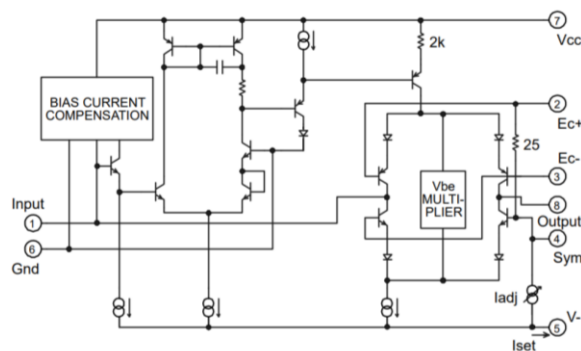 7
Vcc
2k
BIAS CURRENT
COMPENSATION
2
Ec+
25
Ec-
3
Vbe
MULTI-
PLIER
Input
1
8
Output
6
Gnd
4
Sym
Iadj
V-
5
Iset